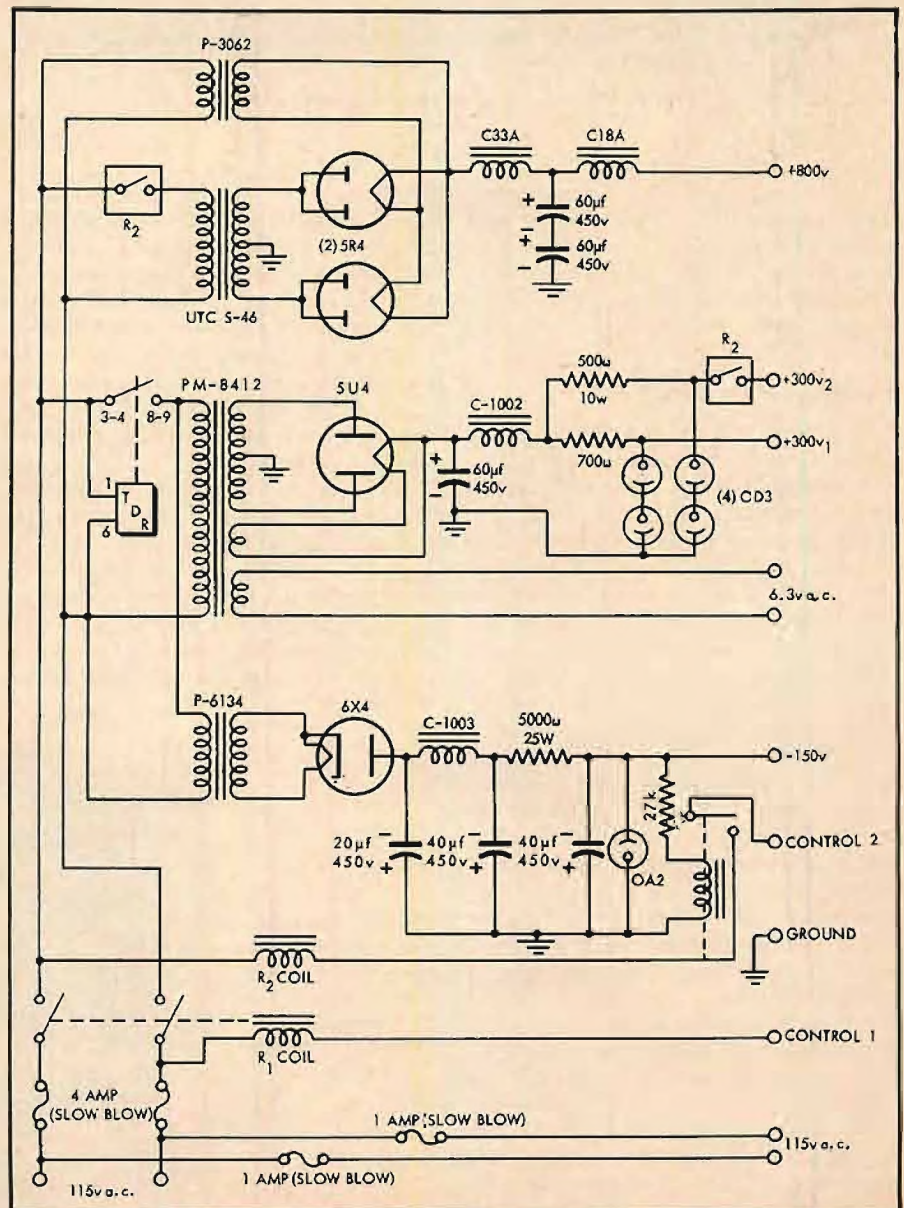 P-3062
C33A
C18A
+800v
+
60µf
450v
R2
(2) 5R4
+
−
60µf
450v
−
UTC S-46
R2
PM-8412
5U4
C-1002
500ω
10w
+300v2
3-4
8-9
700ω
+300v1
+
60µf
450v
−
(4) CD3
1
T
D
R
6
6.3v a.c.
P-6134
6X4
C-1003
5000ω
25W
-150v
27k
20µf
450v
−
+
40µf
450v
−
+
40µf
450v
−
+
OA2
CONTROL 2
GROUND
R2 COIL
R1 COIL
CONTROL 1
4 AMP
(SLOW BLOW)
1 AMP (SLOW BLOW)
115v a.c.
1 AMP (SLOW BLOW)
115v a.c.